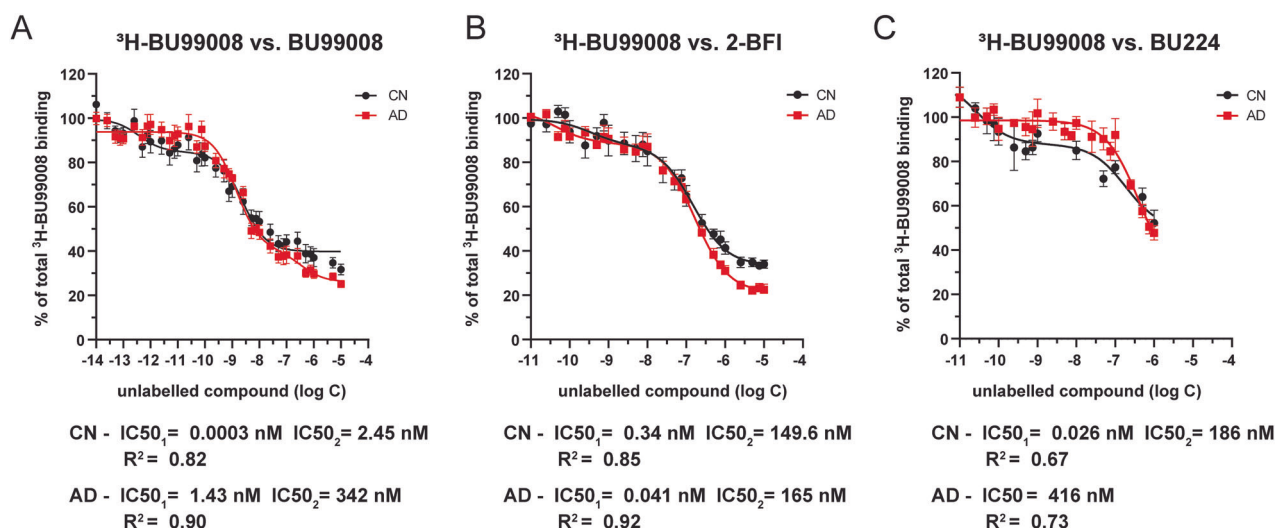 A
³H-BU99008 vs. BU99008
% of total ³H-BU99008 binding
120
100
80
60
40
20
0
CN
AD
-14 -13 -12 -11 -10 -9 -8 -7 -6 -5 -4
unlabelled compound (log C)
CN - IC50₁= 0.0003 nM IC50₂= 2.45 nM
R²= 0.82
AD - IC50₁= 1.43 nM IC50₂= 342 nM
R²= 0.90
B
³H-BU99008 vs. 2-BFI
% of total ³H-BU99008 binding
120
100
80
60
40
20
0
CN
AD
-11 -10 -9 -8 -7 -6 -5 -4
unlabelled compound (log C)
CN - IC50₁= 0.34 nM IC50₂= 149.6 nM
R²= 0.85
AD - IC50₁= 0.041 nM IC50₂= 165 nM
R²= 0.92
C
³H-BU99008 vs. BU224
% of total ³H-BU99008 binding
120
100
80
60
40
20
0
CN
AD
-11 -10 -9 -8 -7 -6 -5 -4
unlabelled compound (log C)
CN - IC50₁= 0.026 nM IC50₂= 186 nM
R²= 0.67
AD - IC50= 416 nM
R²= 0.73